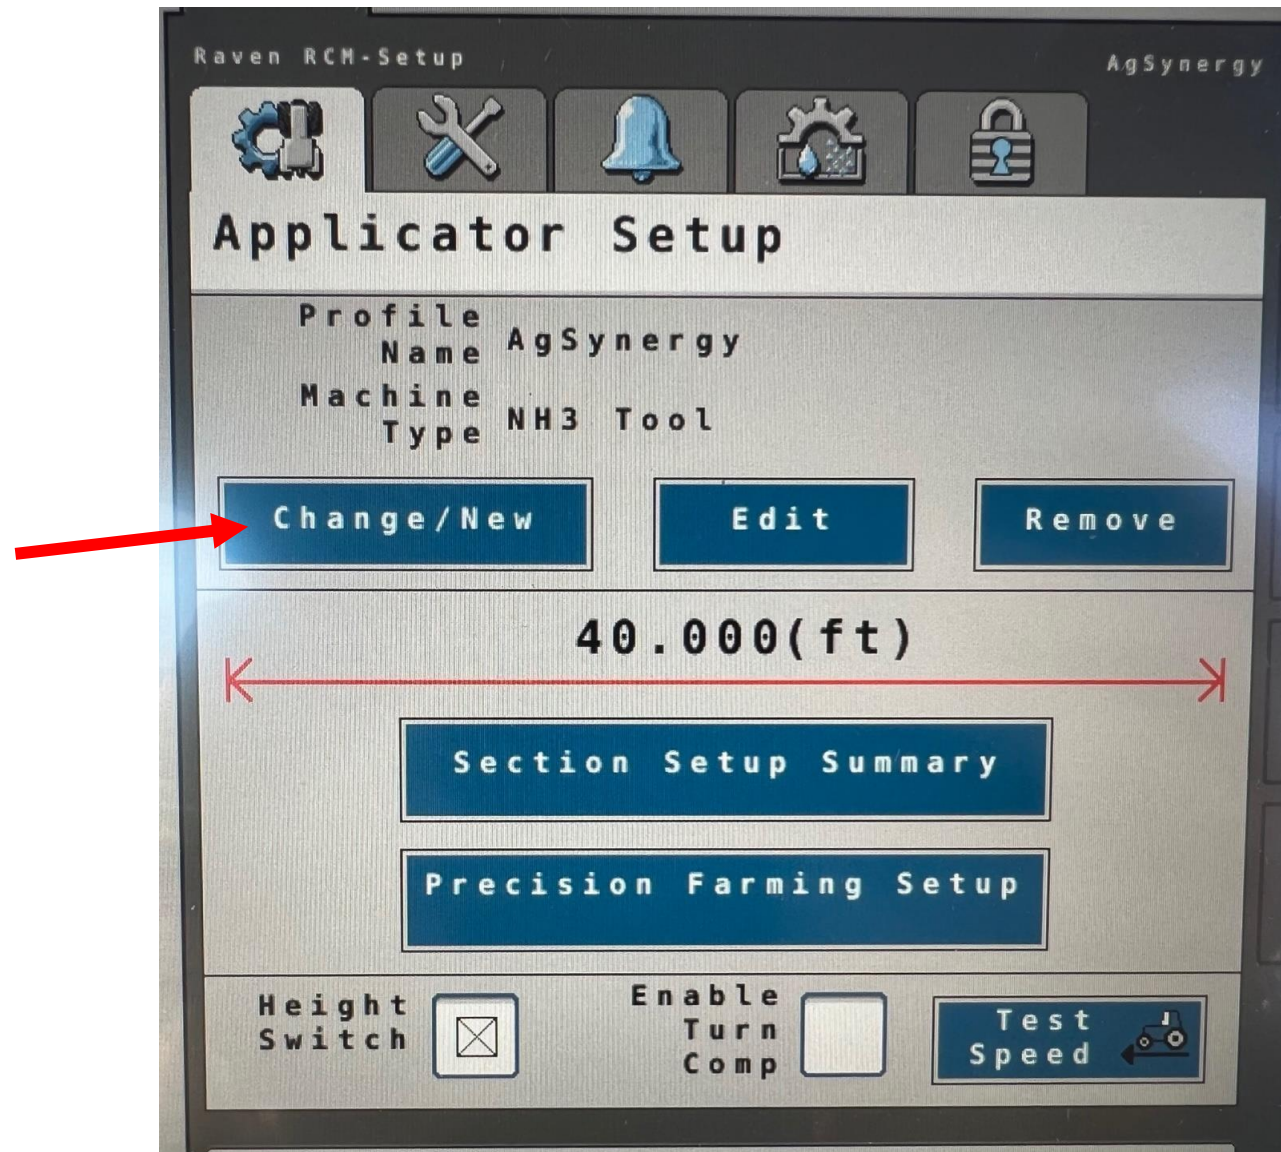 Raven RCM-Setup
AgSynergy
Applicator Setup
Profile
Name
AgSynergy
Machine
Type
NH3 Tool
Change/New
Edit
Remove
40.000(ft)
Section Setup Summary
Precision Farming Setup
Height
Switch
Enable
Turn
Comp
Test
Speed